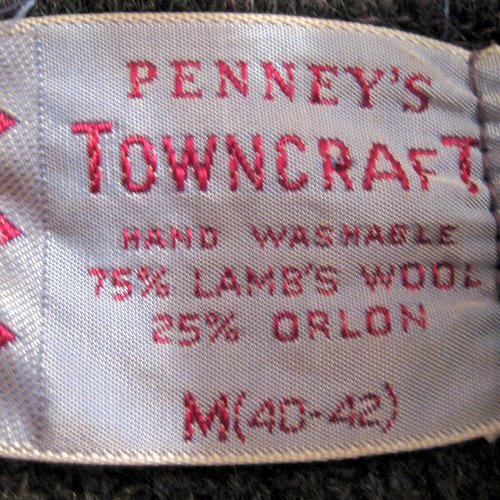 PENNEY'S
TOWNCRAFT
HAND WASHABLE
75% LAMB'S WOOL
25% ORLON
M(40-42)